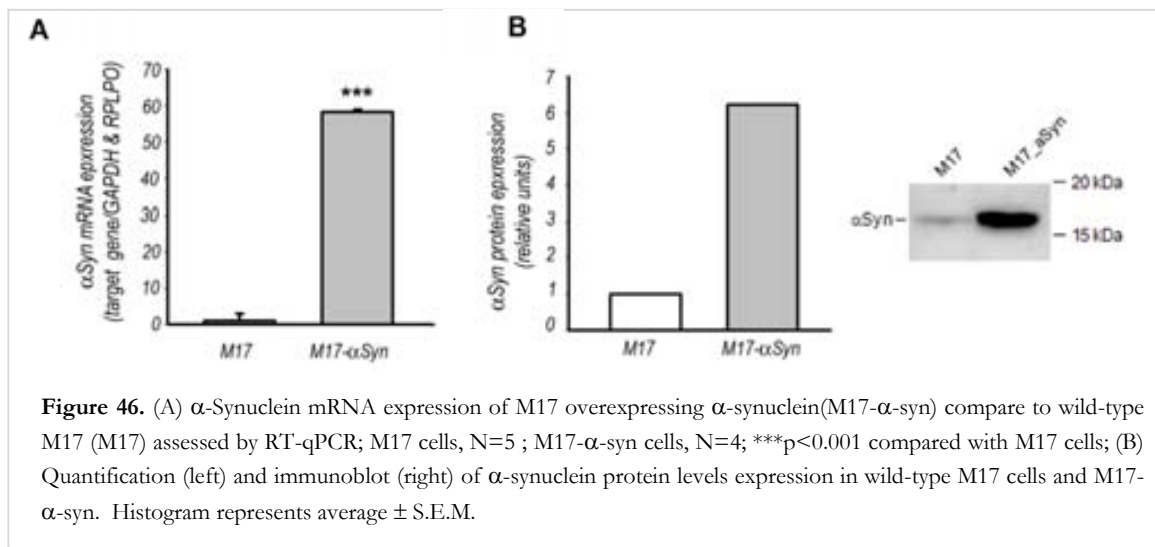 A
B
αSyn mRNA epxression
(target gene/GAPDH & RPLPO)
70
60
50
40
30
20
10
0
***
M17
M17-αSyn
αSyn protein epxression
(relative units)
7
6
5
4
3
2
1
0
M17
M17-αSyn
M17
M17_aSyn
αSyn
20 kDa
15 kDa
Figure 46. (A) α-Synuclein mRNA expression of M17 overexpressing α-synuclein(M17-α-syn) compare to wild-type
M17 (M17) assessed by RT-qPCR; M17 cells, N=5 ; M17-α-syn cells, N=4; ***p<0.001 compared with M17 cells; (B)
Quantification (left) and immunoblot (right) of α-synuclein protein levels expression in wild-type M17 cells and M17-
α-syn. Histogram represents average ± S.E.M.